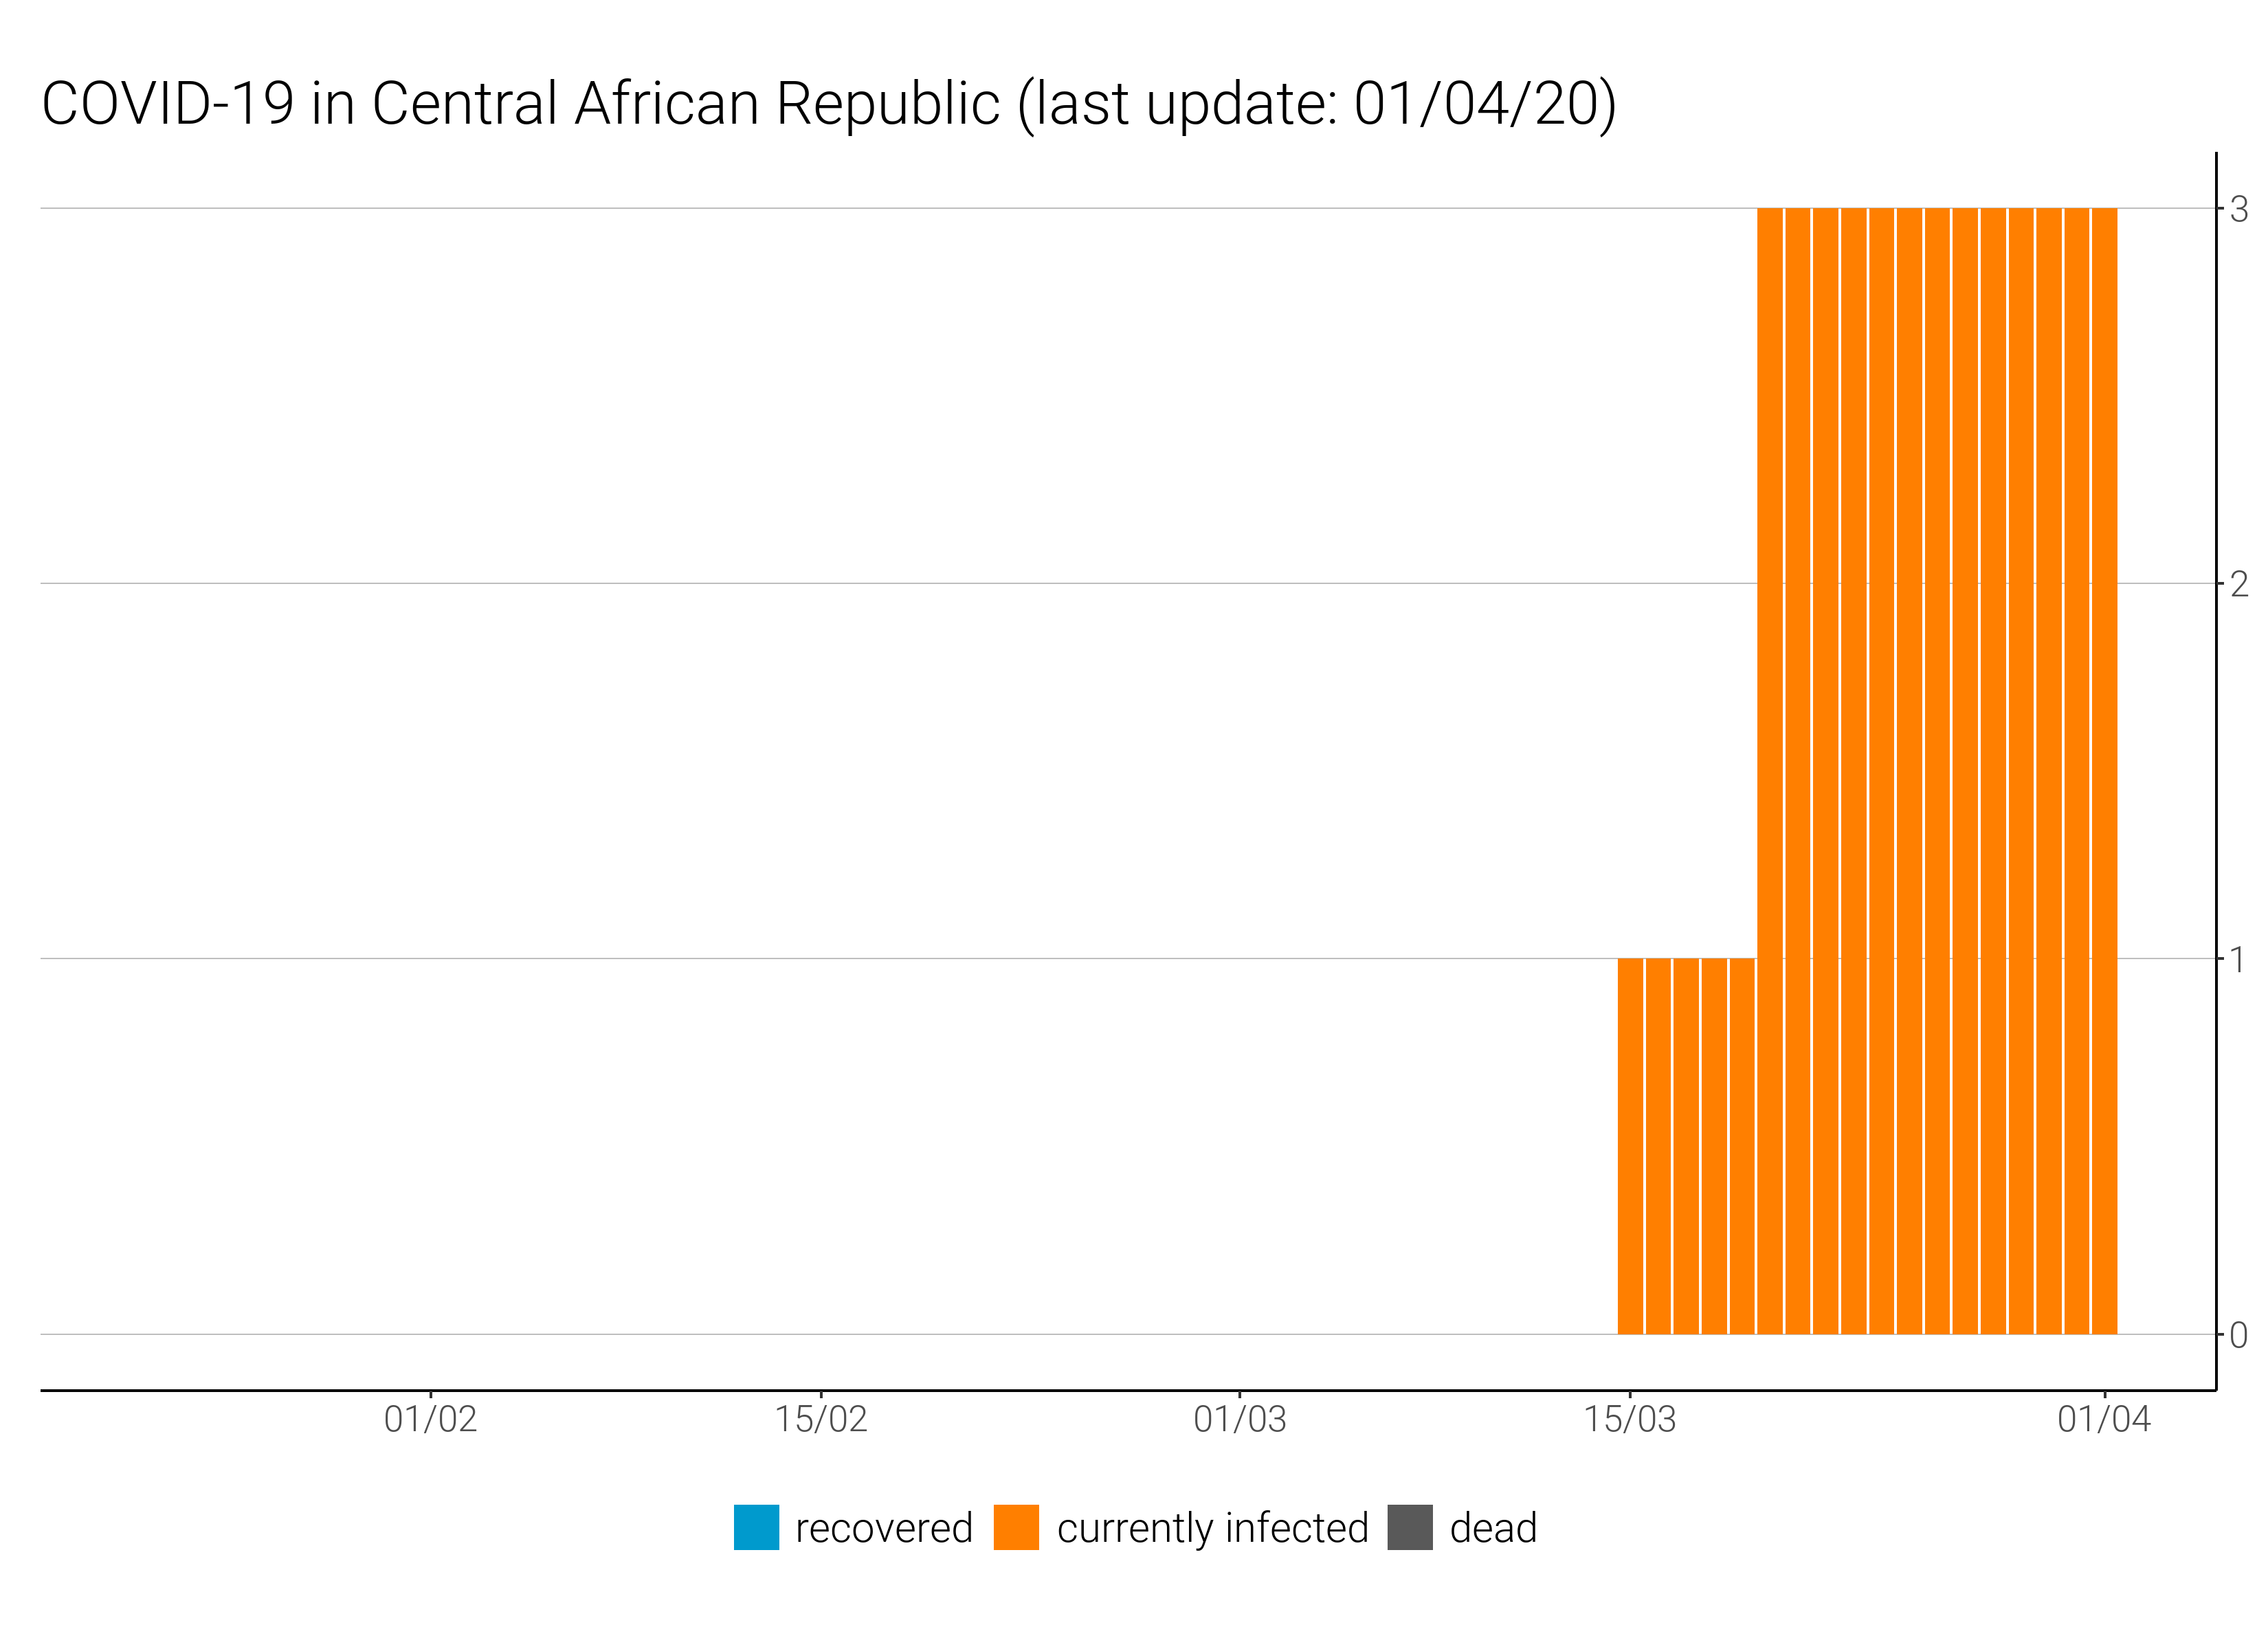 COVID-19 in Central African Republic (last update: 01/04/20)
3
2
1
0
01/02 15/02 01/03 15/03 01/04
recovered currently infected dead